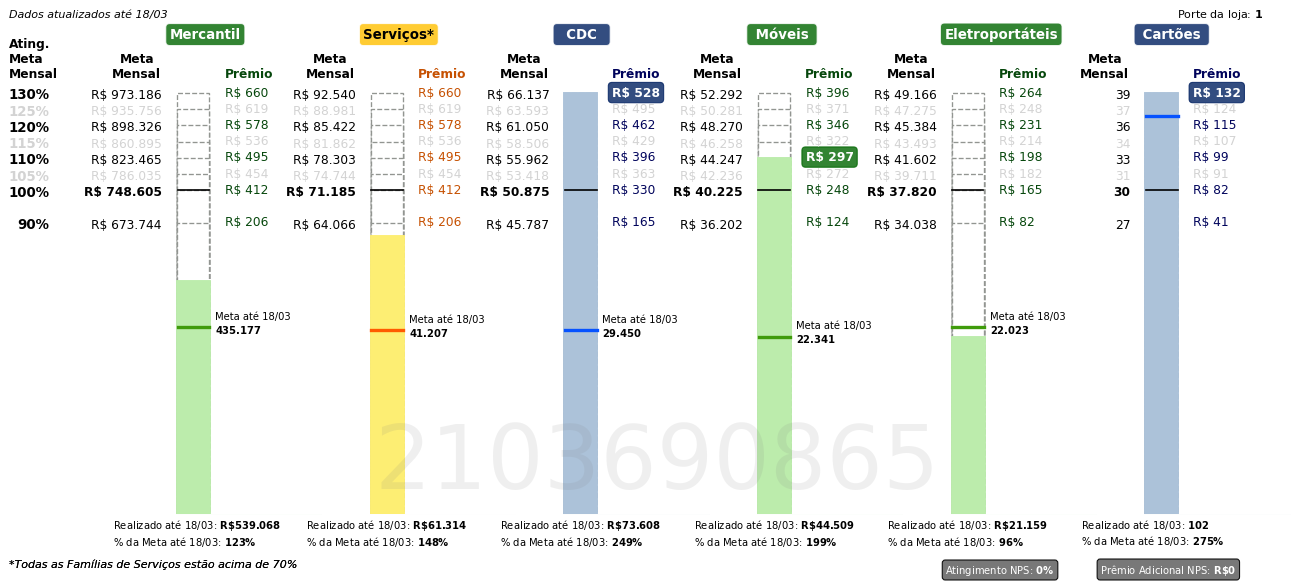 Dados atualizados até 18/03
Porte da loja: 1
Mercantil Serviços* CDC Móveis Eletroportáteis Cartões
Ating. Meta Mensal
Meta Mensal Prêmio Meta Mensal Prêmio Meta Mensal Prêmio Meta Mensal Prêmio Meta Mensal Prêmio Meta Mensal Prêmio
130% R$ 973.186 R$ 660 R$ 92.540 R$ 660 R$ 66.137 R$ 528 R$ 52.292 R$ 396 R$ 49.166 R$ 264 39 R$ 132
125% R$ 935.756 R$ 619 R$ 88.981 R$ 619 R$ 63.593 R$ 495 R$ 50.281 R$ 371 R$ 47.275 R$ 248 37 R$ 124
120% R$ 898.326 R$ 578 R$ 85.422 R$ 578 R$ 61.050 R$ 462 R$ 48.270 R$ 346 R$ 45.384 R$ 231 36 R$ 115
115% R$ 860.895 R$ 536 R$ 81.862 R$ 536 R$ 58.506 R$ 429 R$ 46.258 R$ 322 R$ 43.493 R$ 214 34 R$ 107
110% R$ 823.465 R$ 495 R$ 78.303 R$ 495 R$ 55.962 R$ 396 R$ 44.247 R$ 297 R$ 41.602 R$ 198 33 R$ 99
105% R$ 786.035 R$ 454 R$ 74.744 R$ 454 R$ 53.418 R$ 363 R$ 42.236 R$ 272 R$ 39.711 R$ 182 31 R$ 91
100% R$ 748.605 R$ 412 R$ 71.185 R$ 412 R$ 50.875 R$ 330 R$ 40.225 R$ 248 R$ 37.820 R$ 165 30 R$ 82
90% R$ 673.744 R$ 206 R$ 64.066 R$ 206 R$ 45.787 R$ 165 R$ 36.202 R$ 124 R$ 34.038 R$ 82 27 R$ 41
Meta até 18/03 Meta até 18/03 Meta até 18/03 Meta até 18/03 Meta até 18/03
435.177 41.207 29.450 22.341 22.023
2103690865
Realizado até 18/03: R$539.068 Realizado até 18/03: R$61.314 Realizado até 18/03: R$73.608 Realizado até 18/03: R$44.509 Realizado até 18/03: R$21.159 Realizado até 18/03: 102
% da Meta até 18/03: 123% % da Meta até 18/03: 148% % da Meta até 18/03: 249% % da Meta até 18/03: 199% % da Meta até 18/03: 96% % da Meta até 18/03: 275%
*Todas as Famílias de Serviços estão acima de 70%
Atingimento NPS: 0% Prêmio Adicional NPS: R$0